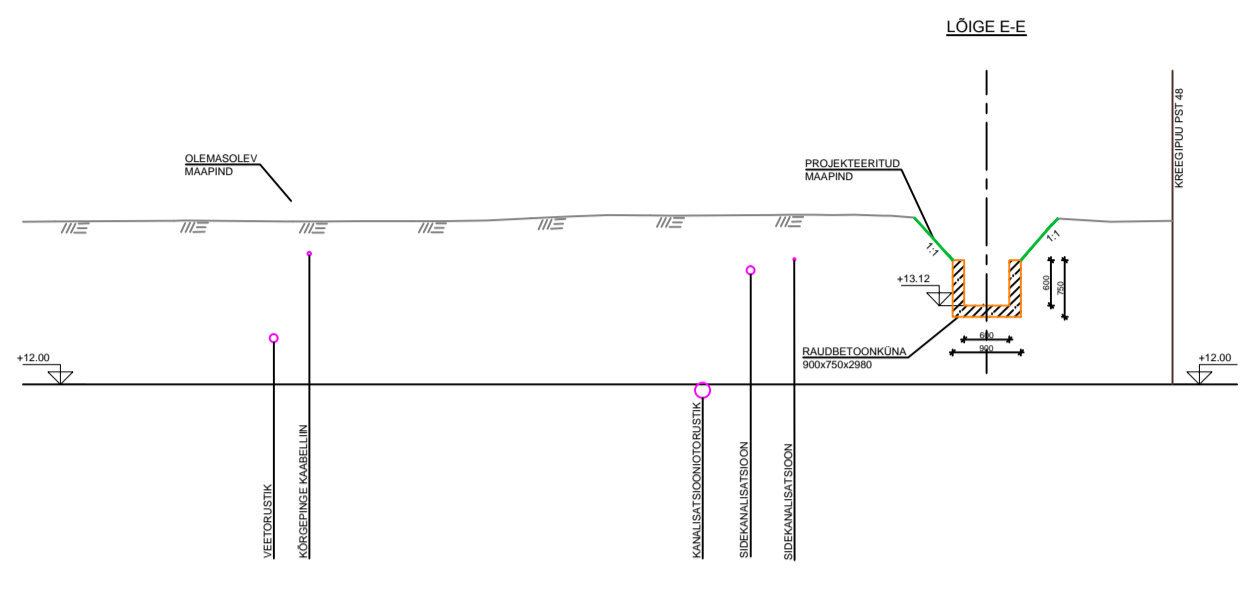 LÕIGE E-E
KREEGIPUU PST 48
OLEMASOLEV
MAAPIND
PROJEKTEERITUD
MAAPIND
1:1
1:1
+13.12
600
750
600
900
RAUDBETOONKÜNA
900x750x2980
+12.00
+12.00
VEETORUSTIK
KÕRGEPINGE KAABELLIIN
KANALISATSIOONIOTORUSTIK
SIDEKANALISATSIOON
SIDEKANALISATSIOON